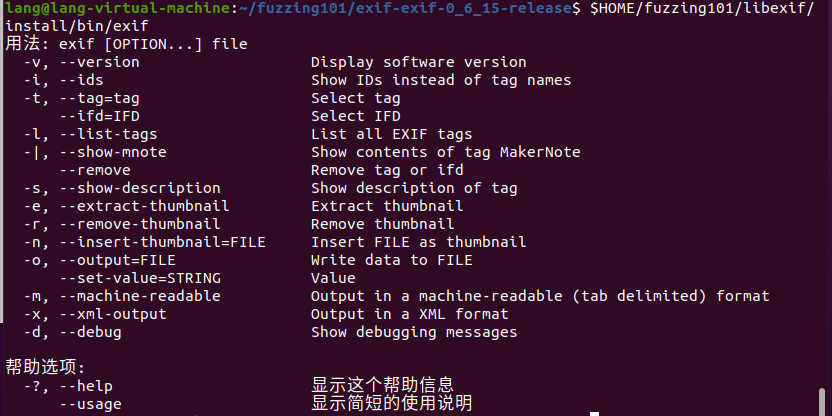 lang@lang-virtual-machine:~/fuzzing101/exif-exif-0_6_15-release$ $HOME/fuzzing101/libexif/
install/bin/exif
用法: exif [OPTION...] file
  -v, --version                   Display software version
  -i, --ids                       Show IDs instead of tag names
  -t, --tag=tag                   Select tag
      --ifd=IFD                   Select IFD
  -l, --list-tags                 List all EXIF tags
  -|, --show-mnote                Show contents of tag MakerNote
      --remove                    Remove tag or ifd
  -s, --show-description          Show description of tag
  -e, --extract-thumbnail         Extract thumbnail
  -r, --remove-thumbnail          Remove thumbnail
  -n, --insert-thumbnail=FILE     Insert FILE as thumbnail
  -o, --output=FILE               Write data to FILE
      --set-value=STRING          Value
  -m, --machine-readable          Output in a machine-readable (tab delimited) format
  -x, --xml-output                Output in a XML format
  -d, --debug                     Show debugging messages

帮助选项:
  -?, --help                      显示这个帮助信息
      --usage                     显示简短的使用说明